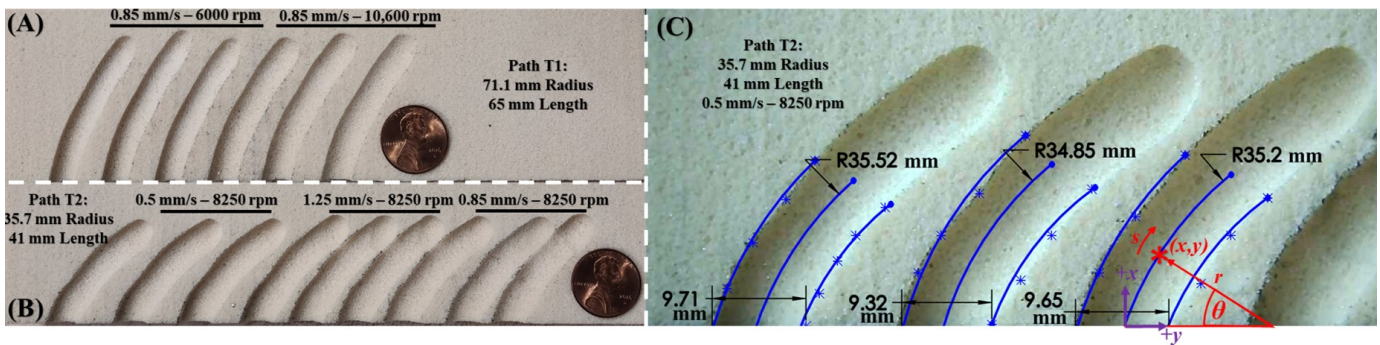 (A)
0.85 mm/s – 6000 rpm
0.85 mm/s – 10,600 rpm
Path T1:
71.1 mm Radius
65 mm Length
Path T2:
35.7 mm Radius
41 mm Length
0.5 mm/s – 8250 rpm
1.25 mm/s – 8250 rpm
0.85 mm/s – 8250 rpm
(B)
(C)
Path T2:
35.7 mm Radius
41 mm Length
0.5 mm/s – 8250 rpm
R35.52 mm
R34.85 mm
R35.2 mm
9.71
mm
9.32
mm
9.65
mm
s
(x,y)
r
θ
+x
+y